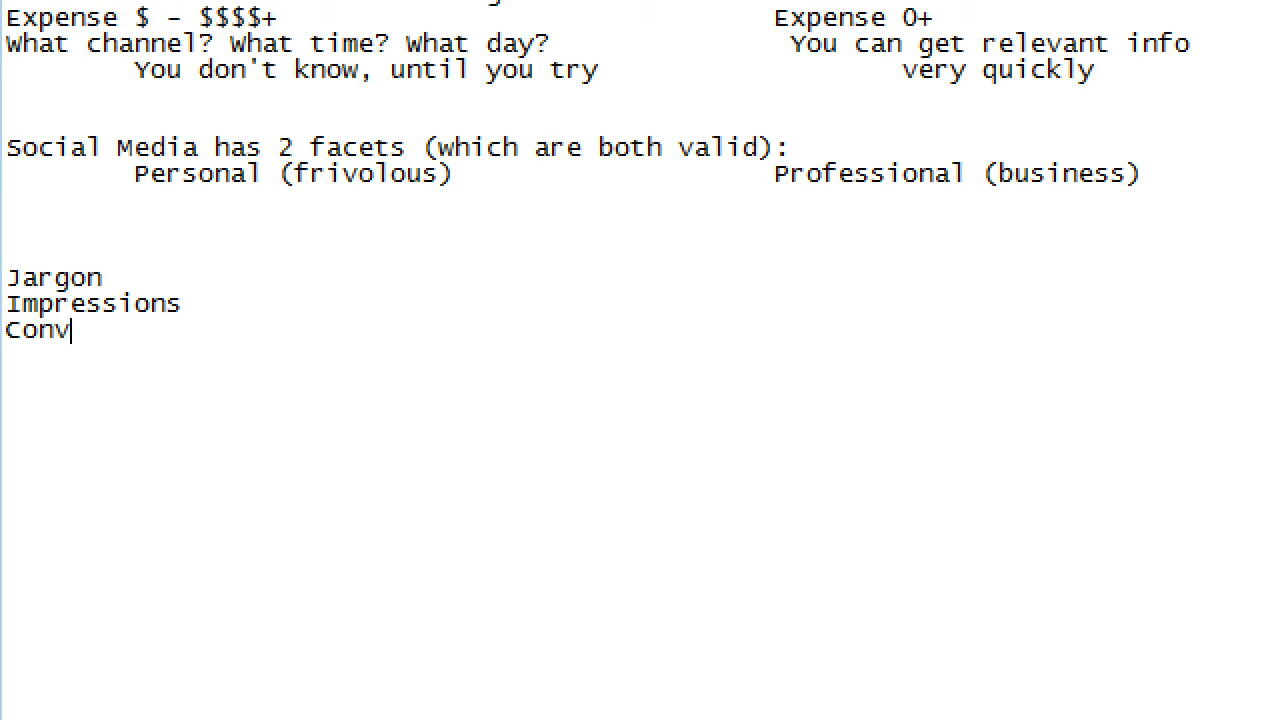 Expense $ - $$$$+ Expense 0+
What channel? What time? What day? You can get relevant info
You don't know, until you try very quickly
Social Media has 2 facets (which are both valid):
Personal (frivolous) Professional (business)
Jargon
Impressions
Conv